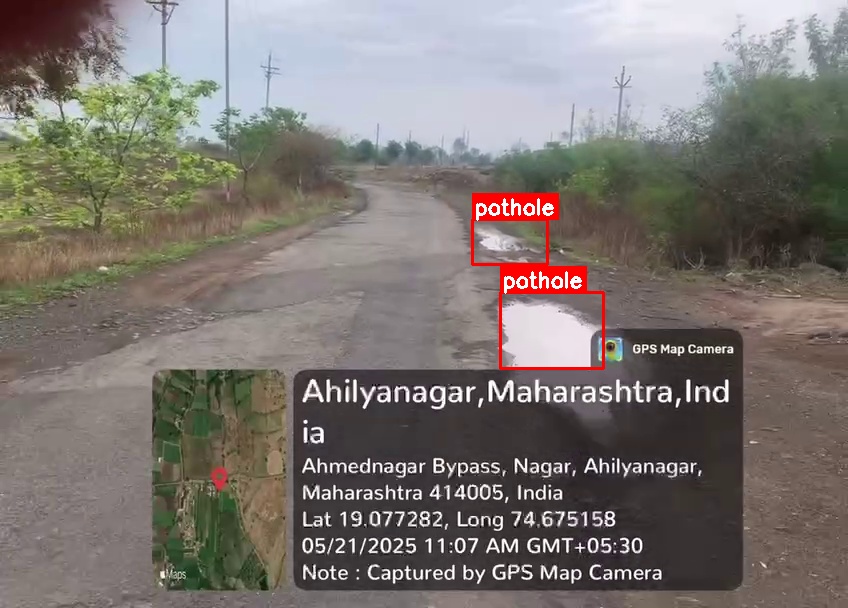 pothole
pothole
GPS Map Camera
Ahilyanagar,Maharashtra,Ind
ia
Ahmednagar Bypass, Nagar, Ahilyanagar,
Maharashtra 414005, India
Lat 19.077282, Long 74.675158
05/21/2025 11:07 AM GMT+05:30
Note : Captured by GPS Map Camera
Maps